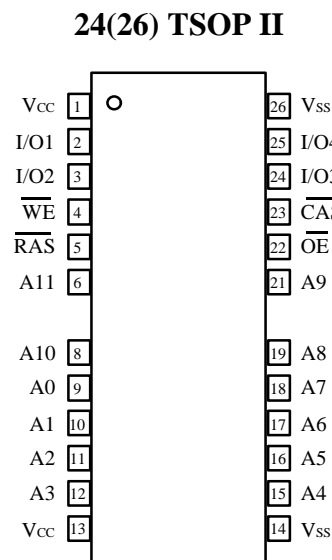 24(26) TSOP II
VCC 1 26 VSS
I/O1 2 25 I/O4
I/O2 3 24 I/O3
WE 4 23 CAS
RAS 5 22 OE
A11 6 21 A9
A10 8 19 A8
A0 9 18 A7
A1 10 17 A6
A2 11 16 A5
A3 12 15 A4
VCC 13 14 VSS